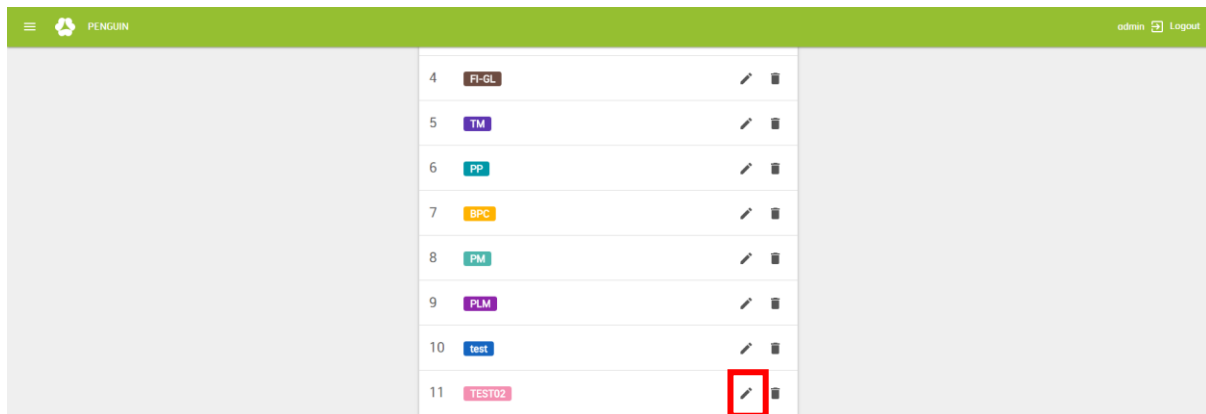 PENGUIN admin Logout
4 FI-GL
5 TM
6 PP
7 BPC
8 PM
9 PLM
10 test
11 TEST02